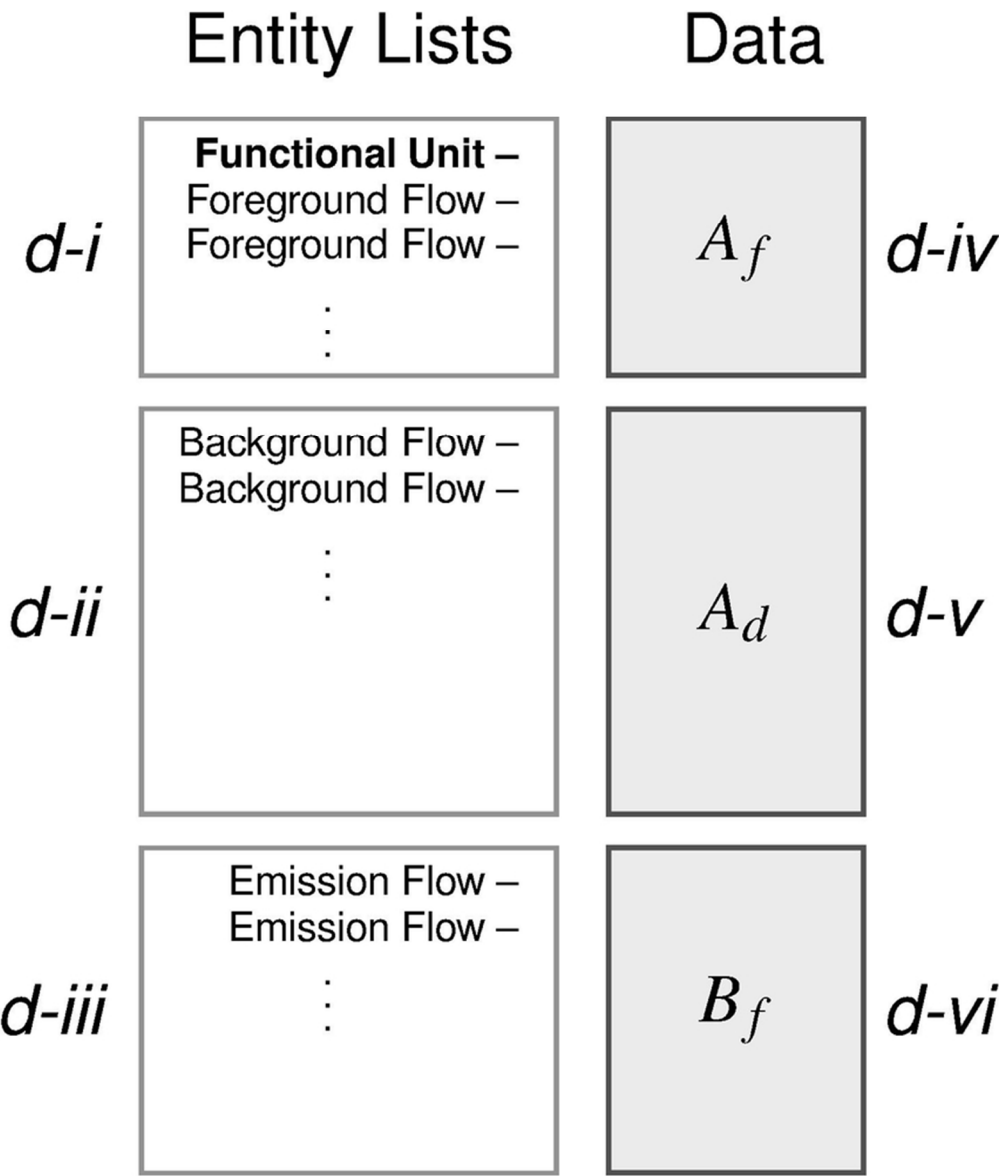 Entity Lists Data
Functional Unit –
Foreground Flow –
Foreground Flow –
⋮
d-i
A_f
d-iv
Background Flow –
Background Flow –
⋮
d-ii
A_d
d-v
Emission Flow –
Emission Flow –
⋮
d-iii
B_f
d-vi